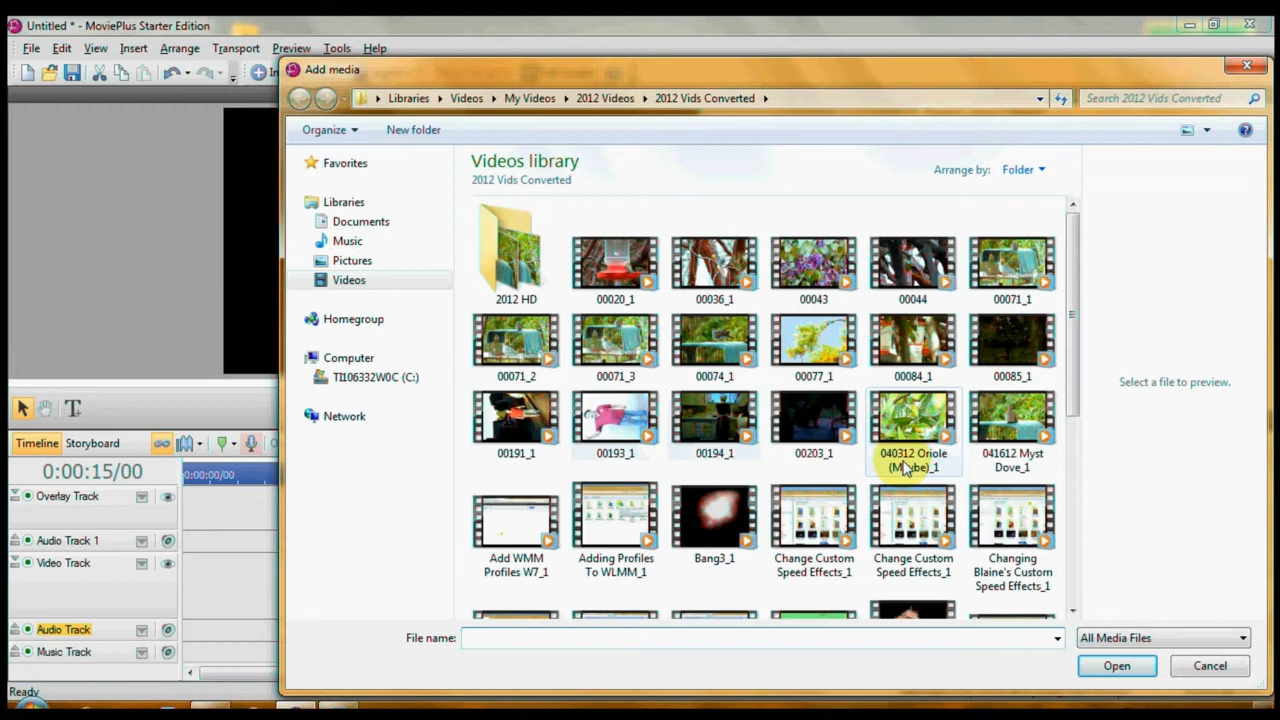 Untitled * - MoviePlus Starter Edition
File Edit View Insert Arrange Transport Preview Tools Help
Add media
Libraries Videos My Videos 2012 Videos 2012 Vids Converted
Search 2012 Vids Converted
Organize New folder
Favorites
Libraries
Documents
Music
Pictures
Videos
Homegroup
Computer
TI106332W0C (C:)
Network
Videos library
2012 Vids Converted
Arrange by: Folder
2012 HD 00020_1 00036_1 00043 00044 00071_1
00071_2 00071_3 00074_1 00077_1 00084_1 00085_1
00191_1 00193_1 00194_1 00203_1 040312 Oriole 041612 Myst
Dove_1
Add WMM Adding Profiles Bang3_1 Change Custom Change Custom Changing
Profiles W7_1 To WLMM_1 Speed Effects_1 Speed Effects_1 Blaine's Custom
Speed Effects_1
Select a file to preview.
File name:
All Media Files
Open Cancel
Timeline Storyboard
0:00:15/00
0:00:00/00
Overlay Track
Audio Track 1
Video Track
Audio Track
Music Track
Ready